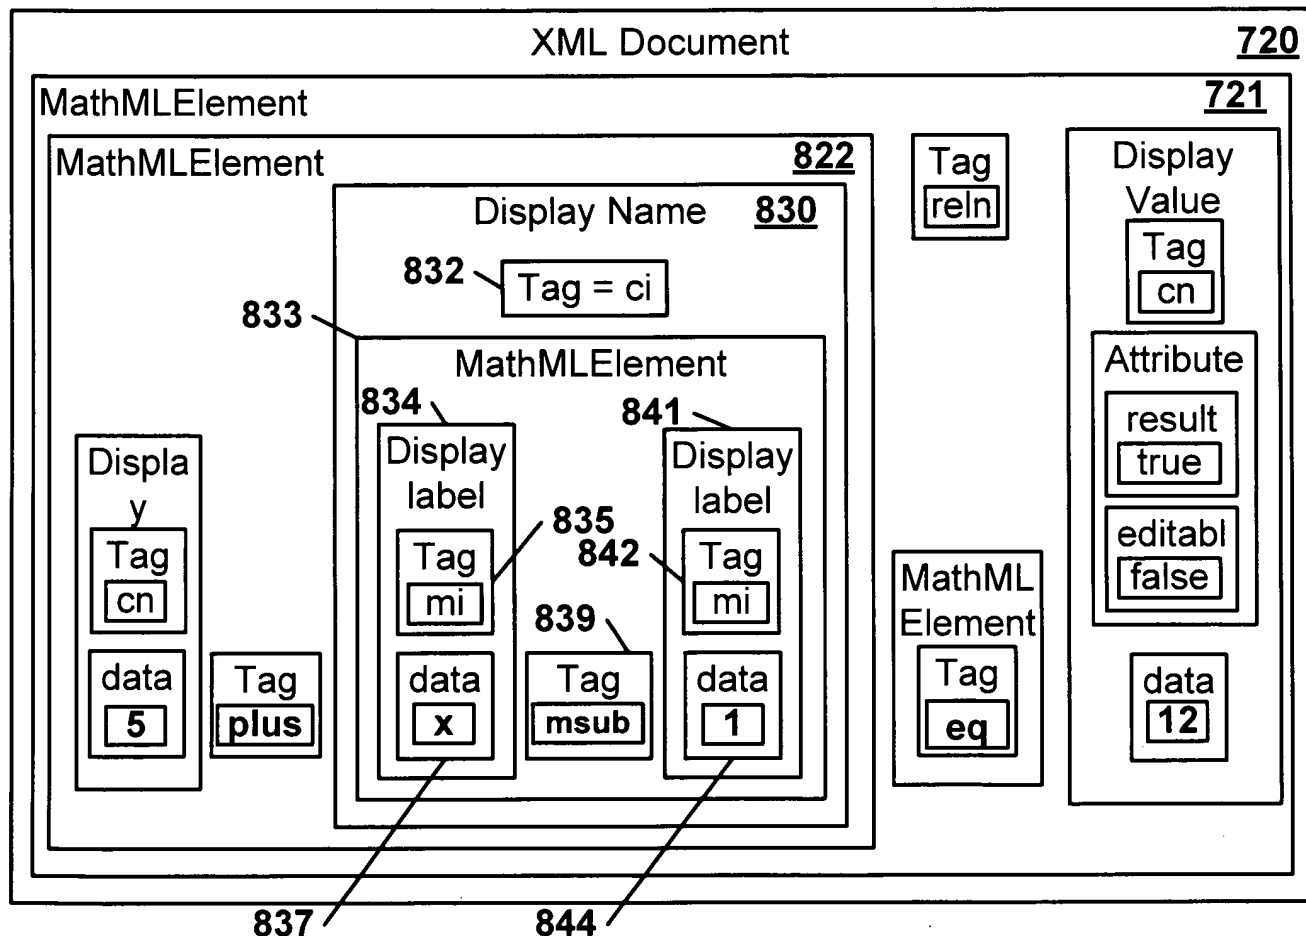 XML Document 720
MathMLElement 721
MathMLElement 822
Display Name 830
832
Tag = ci
833
MathMLElement
834
Display
label
Tag
mi
835
data
x
837
839
Tag
msub
841
Display
label
842
Tag
mi
data
1
844
Displa
y
Tag
cn
data
5
Tag
plus
Tag
reln
MathML
Element
Tag
eq
Display
Value
Tag
cn
Attribute
result
true
editabl
false
data
12